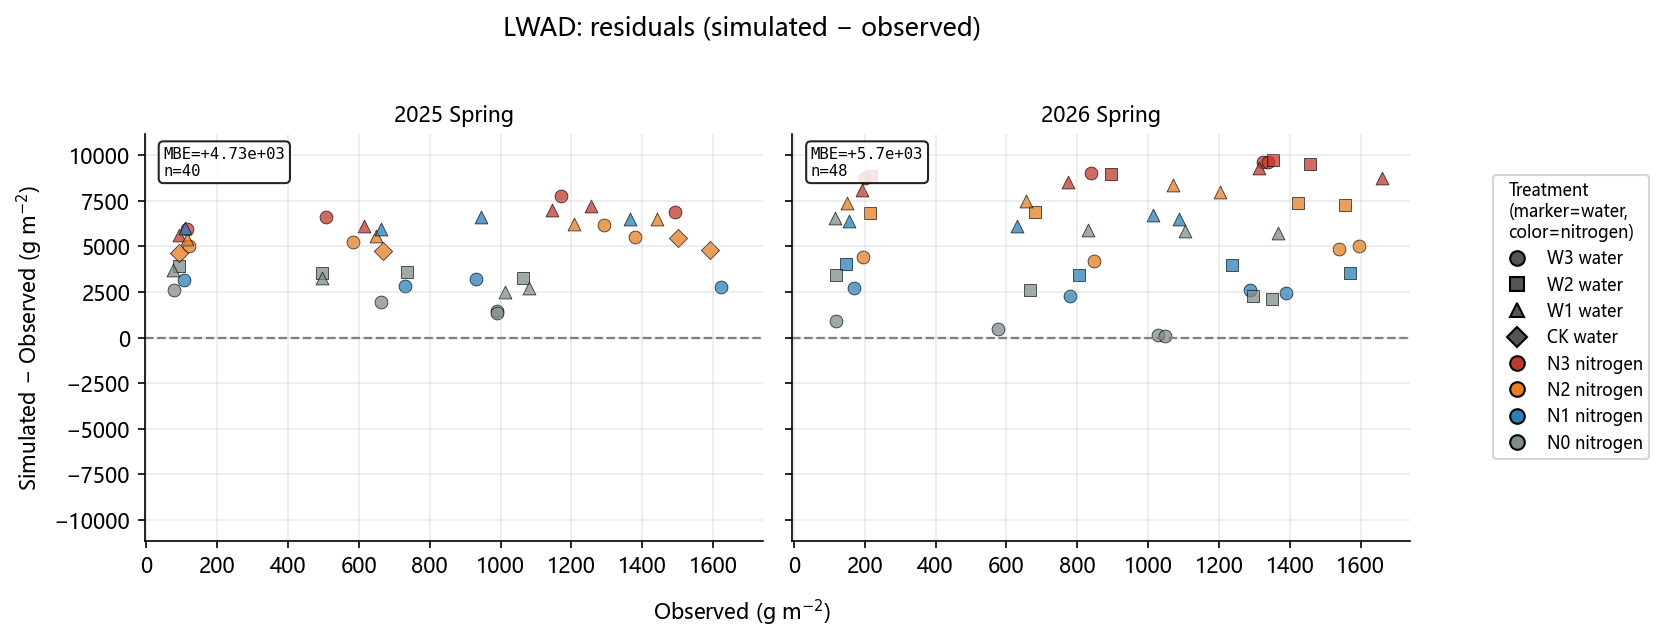 LWAD: residuals (simulated − observed)
2025 Spring
2026 Spring
MBE=+4.73e+03
n=40
MBE=+5.7e+03
n=48
10000
7500
5000
2500
0
−2500
−5000
−7500
−10000
Simulated − Observed (g m⁻²)
0 200 400 600 800 1000 1200 1400 1600
0 200 400 600 800 1000 1200 1400 1600
Observed (g m⁻²)
Treatment
(marker=water,
color=nitrogen)
W3 water
W2 water
W1 water
CK water
N3 nitrogen
N2 nitrogen
N1 nitrogen
N0 nitrogen